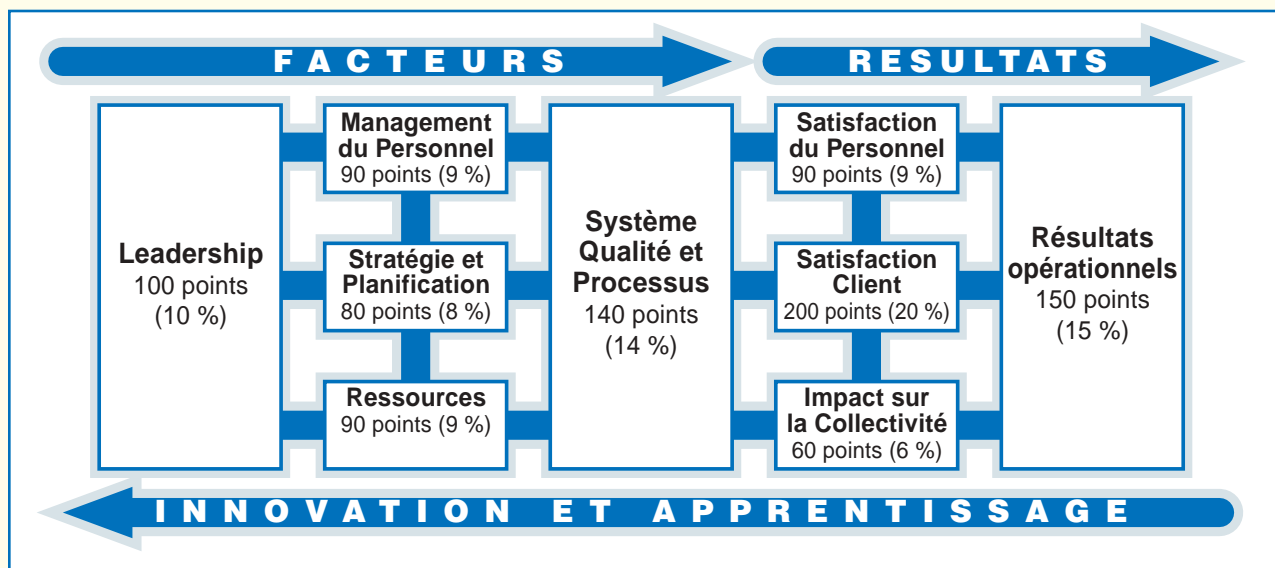 FACTEURS
RESULTATS
Leadership
100 points
(10 %)
Management
du Personnel
90 points (9 %)
Stratégie et
Planification
80 points (8 %)
Ressources
90 points (9 %)
Système
Qualité et
Processus
140 points
(14 %)
Satisfaction
du Personnel
90 points (9 %)
Satisfaction
Client
200 points (20 %)
Impact sur
la Collectivité
60 points (6 %)
Résultats
opérationnels
150 points
(15 %)
INNOVATION ET APPRENTISSAGE